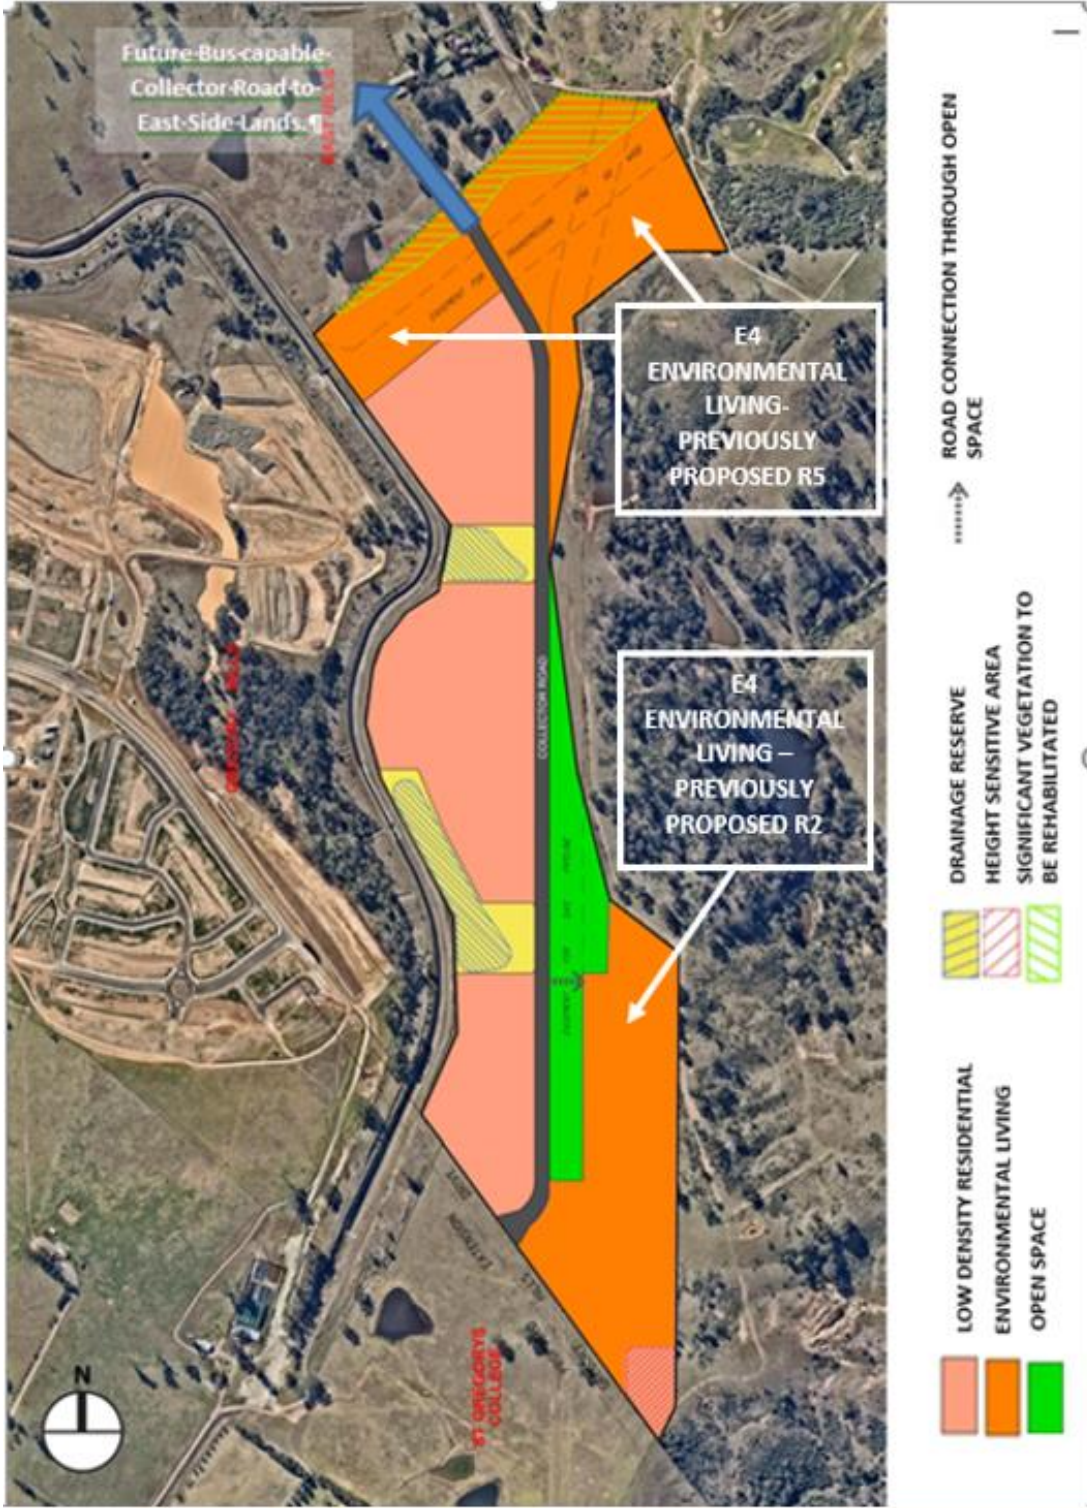 Future Bus-capable
Collector Road to
East Side Lands.¶
E4
ENVIRONMENTAL
LIVING-
PREVIOUSLY
PROPOSED R5
COLLECTOR ROAD
E4
ENVIRONMENTAL
LIVING –
PREVIOUSLY
PROPOSED R2
ST GREGORYS
COLLEGE
N
LOW DENSITY RESIDENTIAL
ENVIRONMENTAL LIVING
OPEN SPACE
DRAINAGE RESERVE
HEIGHT SENSITIVE AREA
SIGNIFICANT VEGETATION TO
BE REHABILITATED
ROAD CONNECTION THROUGH OPEN
SPACE